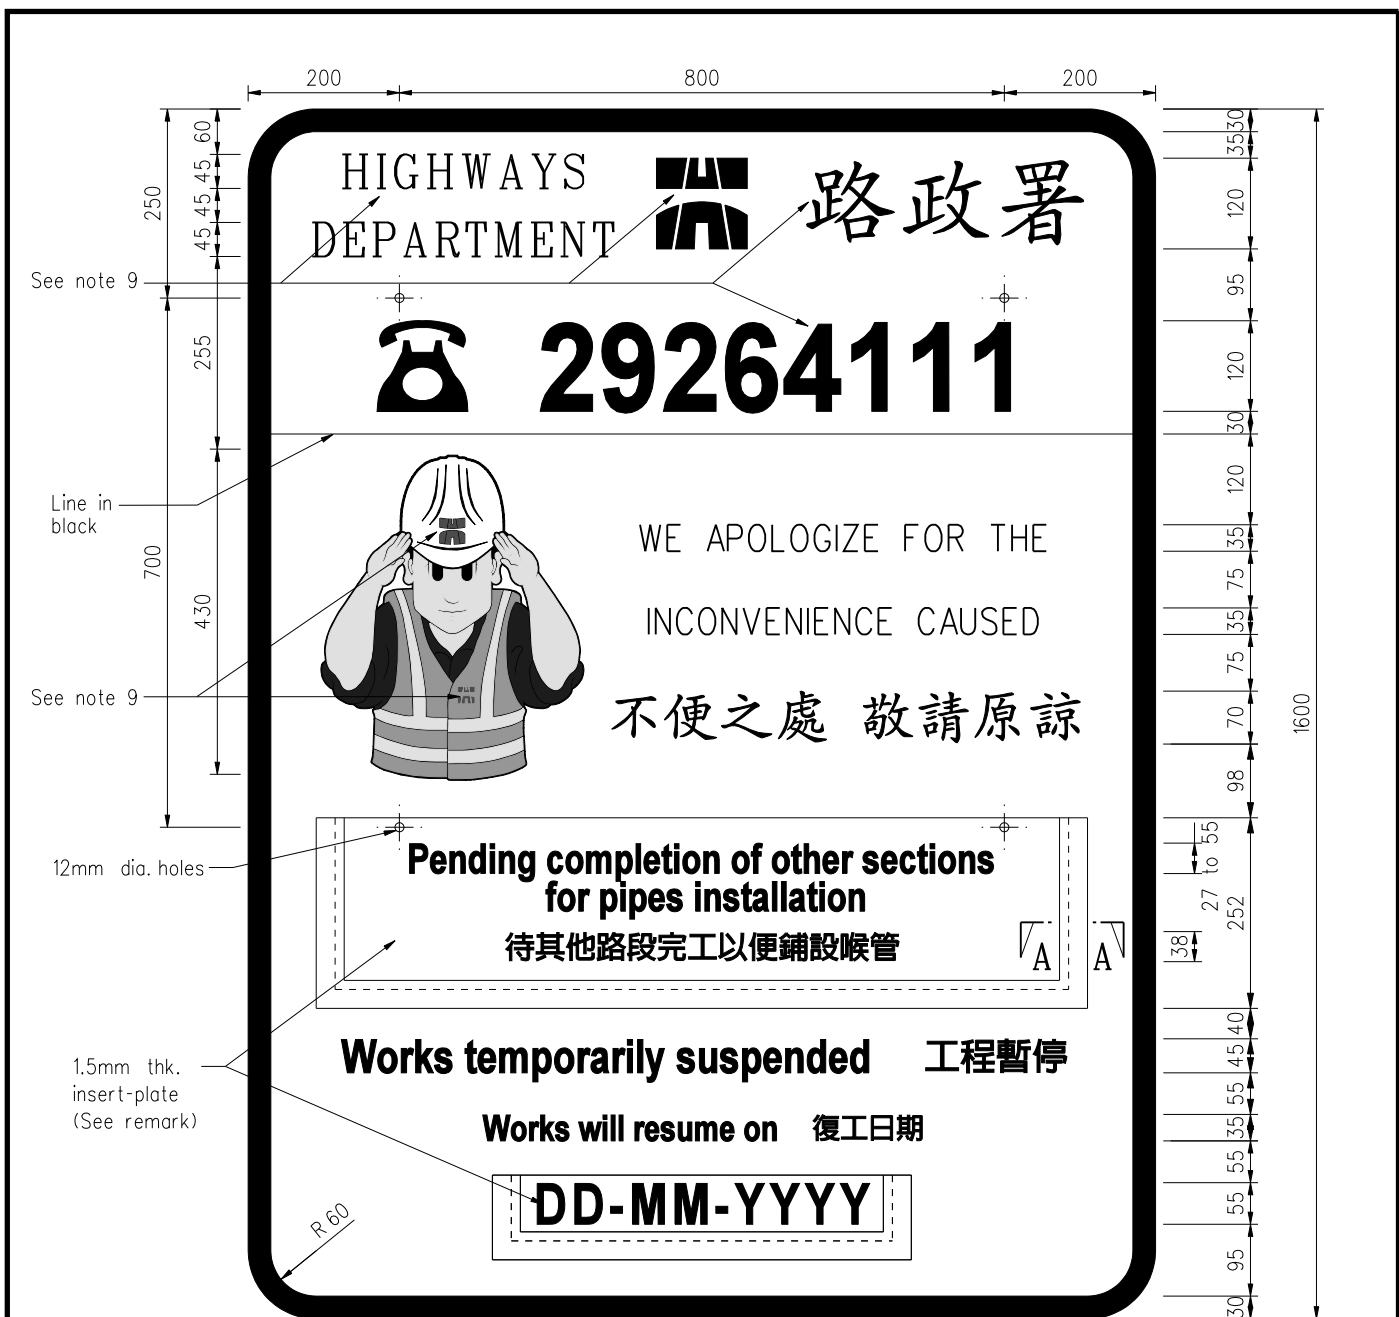 200 800 200
HIGHWAYS
DEPARTMENT
路政署
29264111
WE APOLOGIZE FOR THE
INCONVENIENCE CAUSED
不便之處 敬請原諒
Pending completion of other sections
for pipes installation
待其他路段完工以便鋪設喉管
A A
Works temporarily suspended 工程暫停
Works will resume on 復工日期
DD-MM-YYYY
R 60
See note 9
Line in
black
See note 9
12mm dia. holes
1.5mm thk.
insert-plate
(See remark)
250
700
60
45
45
45
255
430
30
35
120
95
120
30
120
35
75
35
75
70
98
252
40
45
55
35
55
55
95
30
27 to 55
38
1600